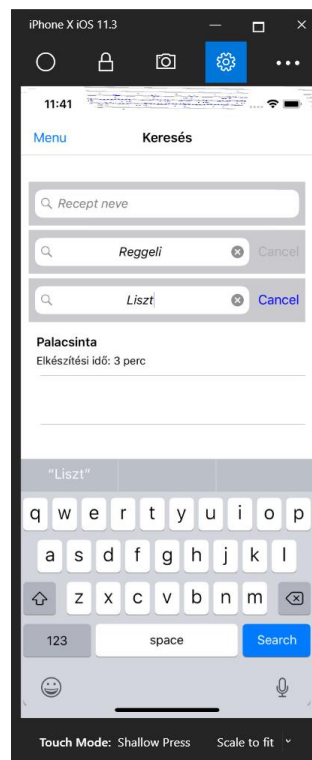 iPhone X iOS 11.3
11:41
Menu Keresés
Recept neve
Reggeli Cancel
Liszt Cancel
Palacsinta
Elkészítési idő: 3 perc
"Liszt"
q w e r t y u i o p
a s d f g h j k l
z x c v b n m
123 space Search
Touch Mode: Shallow Press Scale to fit